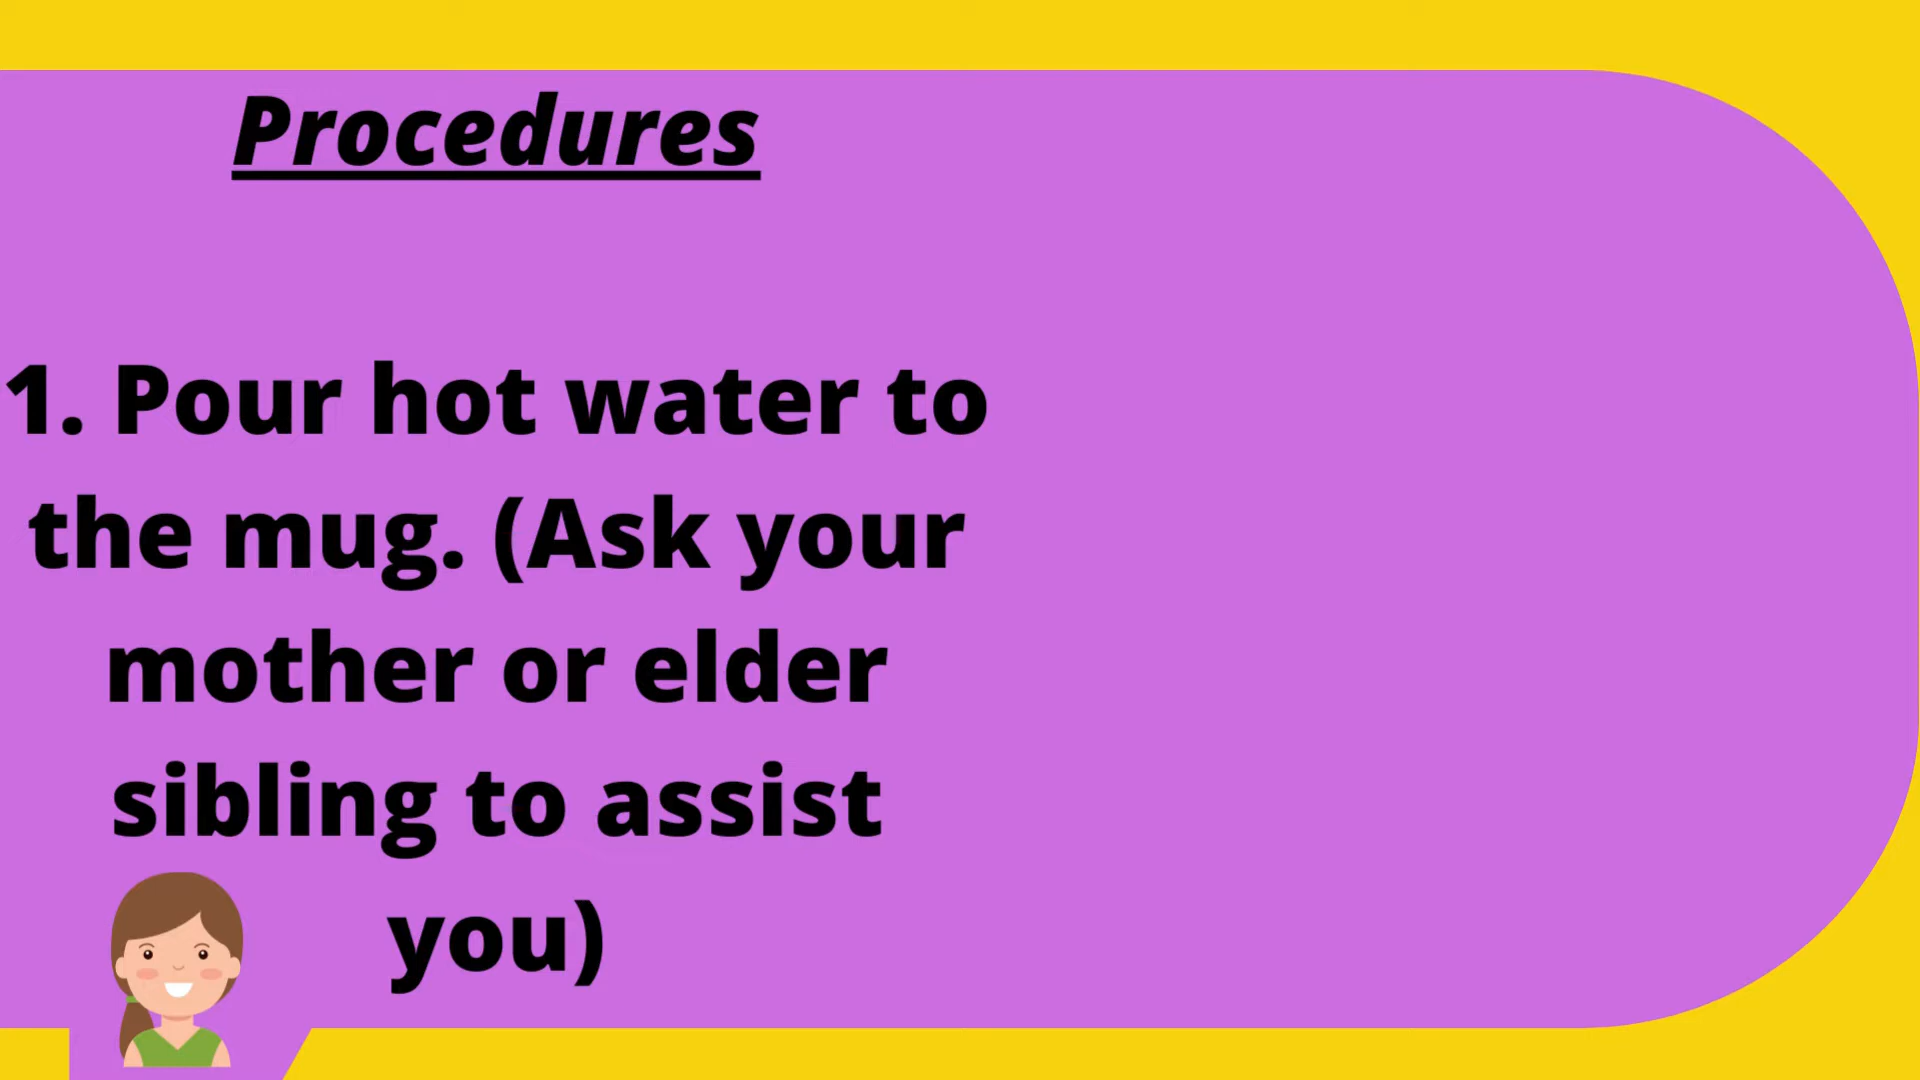 Procedures
1. Pour hot water to
the mug. (Ask your
mother or elder
sibling to assist
you)